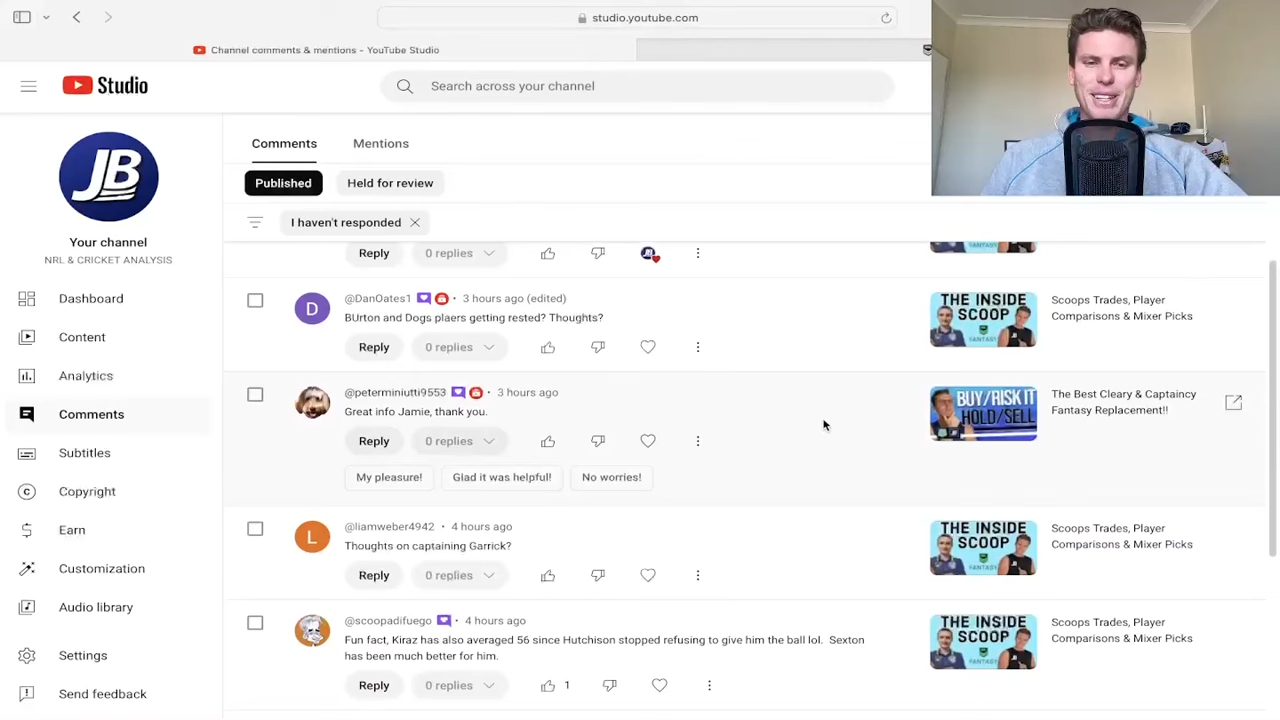 studio.youtube.com
Channel comments & mentions - YouTube Studio
Studio
Search across your channel
JB
Your channel
NRL & CRICKET ANALYSIS
Dashboard
Content
Analytics
Comments
Subtitles
Copyright
Earn
Customization
Audio library
Settings
Send feedback
Comments
Mentions
Published
Held for review
I haven't responded
Reply
0 replies
@DanOates1 • 3 hours ago (edited)
BUrton and Dogs plaers getting rested? Thoughts?
Reply
0 replies
D
THE INSIDE
SCOOP
FANTASY
Scoops Trades, Player
Comparisons & Mixer Picks
@peterminiutti9553 • 3 hours ago
Great info Jamie, thank you.
Reply
0 replies
My pleasure!
Glad it was helpful!
No worries!
BUY/RISK IT
HOLD/SELL
The Best Cleary & Captaincy
Fantasy Replacement!!
L
@liamweber4942 • 4 hours ago
Thoughts on captaining Garrick?
Reply
0 replies
THE INSIDE
SCOOP
FANTASY
Scoops Trades, Player
Comparisons & Mixer Picks
@scoopadifuego • 4 hours ago
Fun fact, Kiraz has also averaged 56 since Hutchison stopped refusing to give him the ball lol. Sexton
has been much better for him.
Reply
0 replies
1
THE INSIDE
SCOOP
FANTASY
Scoops Trades, Player
Comparisons & Mixer Picks